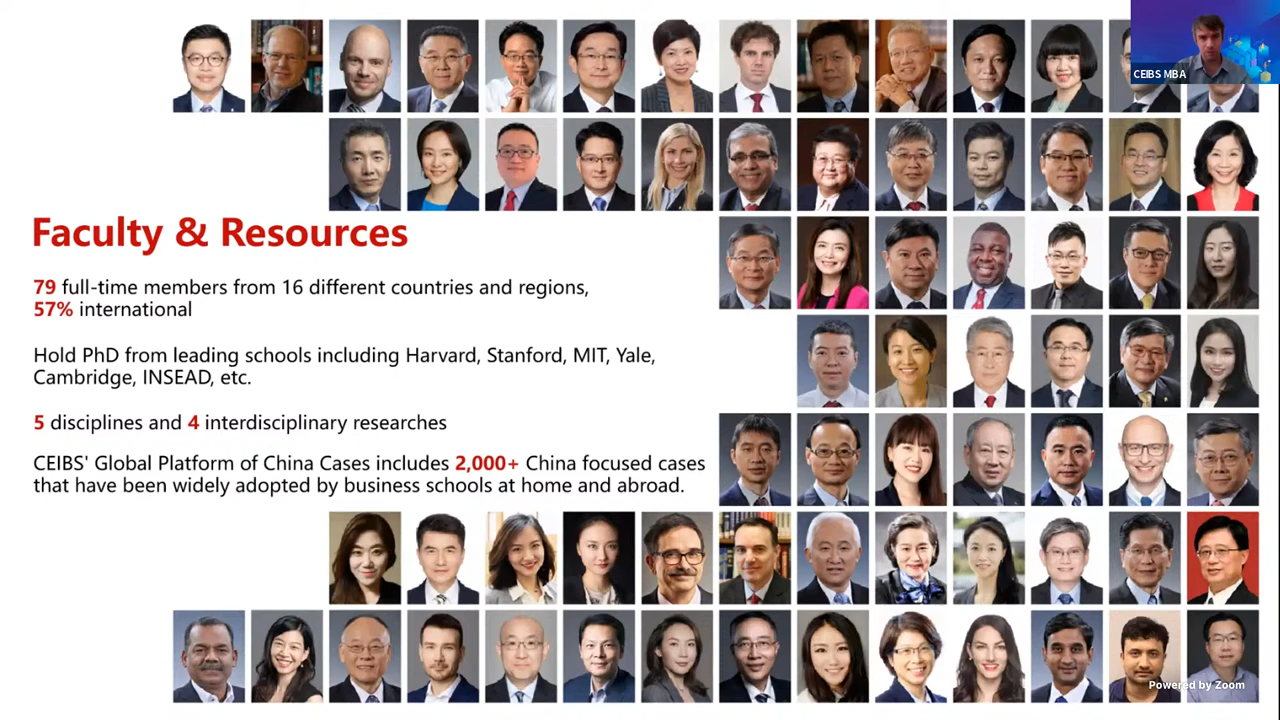 CEIBS MBA
Faculty & Resources
79 full-time members from 16 different countries and regions,
57% international
Hold PhD from leading schools including Harvard, Stanford, MIT, Yale,
Cambridge, INSEAD, etc.
5 disciplines and 4 interdisciplinary researches
CEIBS' Global Platform of China Cases includes 2,000+ China focused cases
that have been widely adopted by business schools at home and abroad.
Powered by Zoom